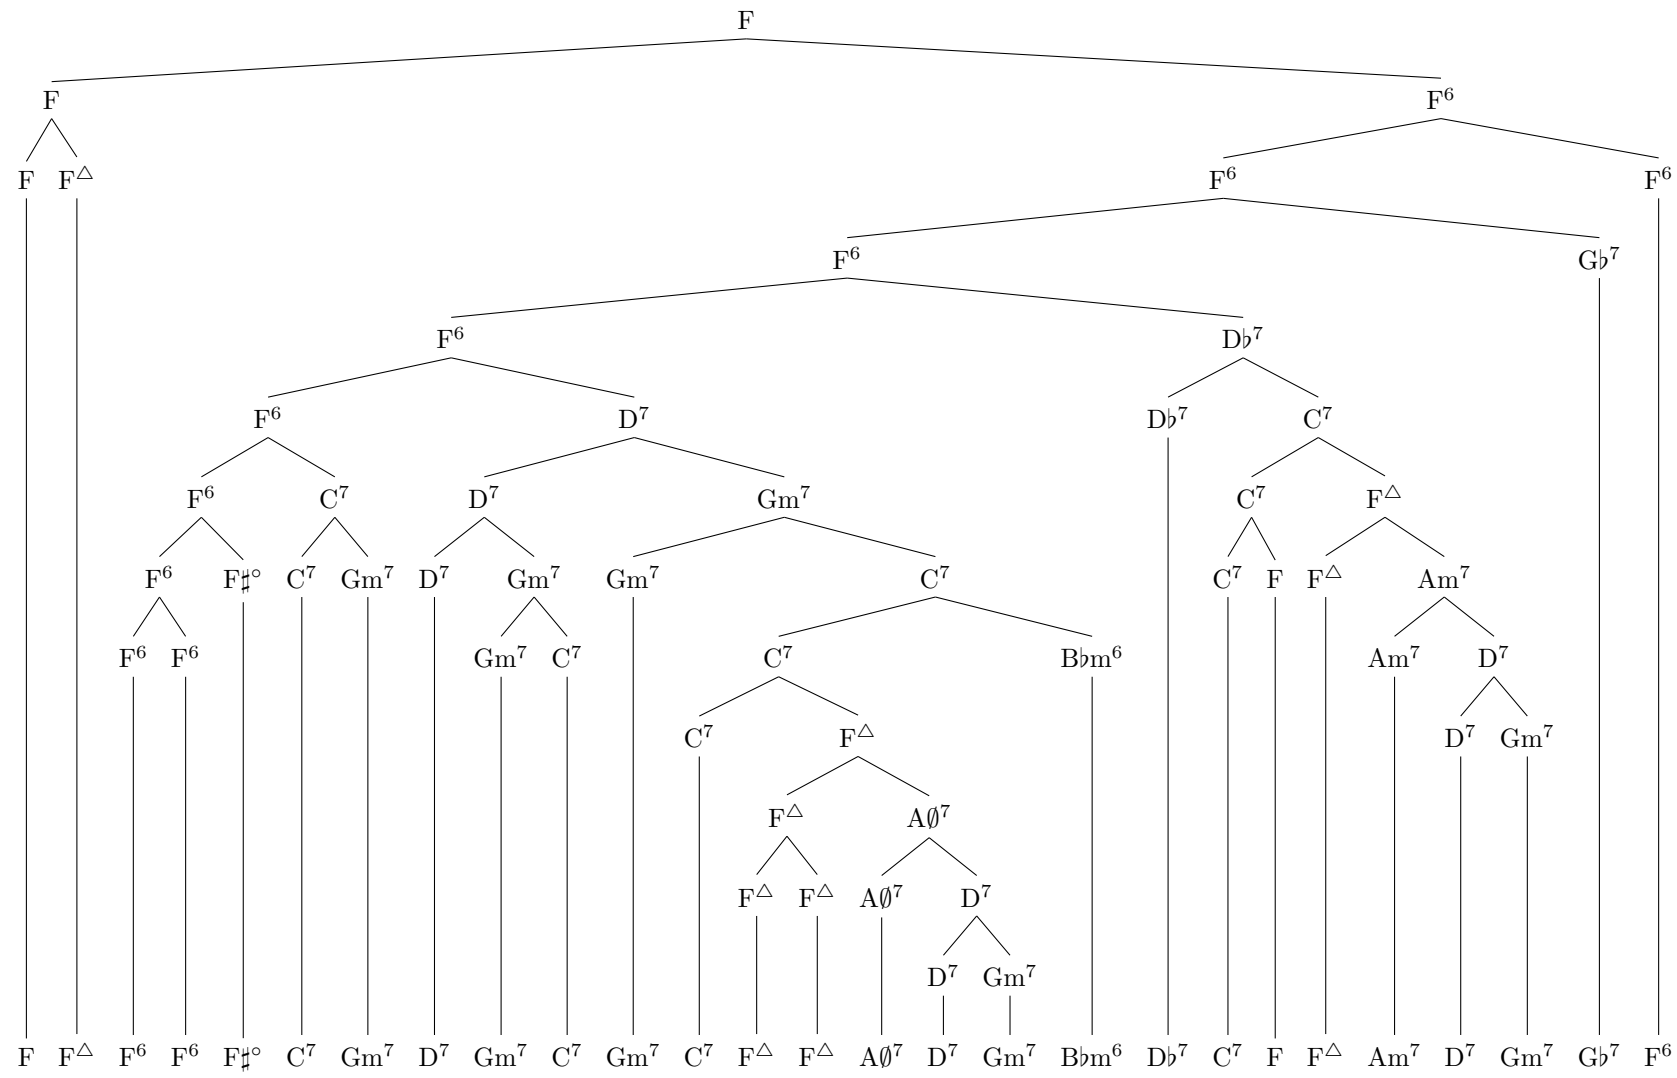 F
F F⁶
F F△ F⁶ F⁶
F⁶ G♭⁷
F⁶ D♭⁷
F⁶ D⁷ D♭⁷ C⁷
F⁶ C⁷ D⁷ Gm⁷ C⁷ F△
F⁶ F♯° C⁷ Gm⁷ D⁷ Gm⁷ Gm⁷ C⁷ C⁷ F F△ Am⁷
F⁶ F⁶ Gm⁷ C⁷ C⁷ B♭m⁶ Am⁷ D⁷
C⁷ F△ D⁷ Gm⁷
F△ A∅⁷
F△ F△ A∅⁷ D⁷
D⁷ Gm⁷
F F△ F⁶ F⁶ F♯° C⁷ Gm⁷ D⁷ Gm⁷ C⁷ Gm⁷ C⁷ F△ F△ A∅⁷ D⁷ Gm⁷ B♭m⁶ D♭⁷ C⁷ F F△ Am⁷ D⁷ Gm⁷ G♭⁷ F⁶